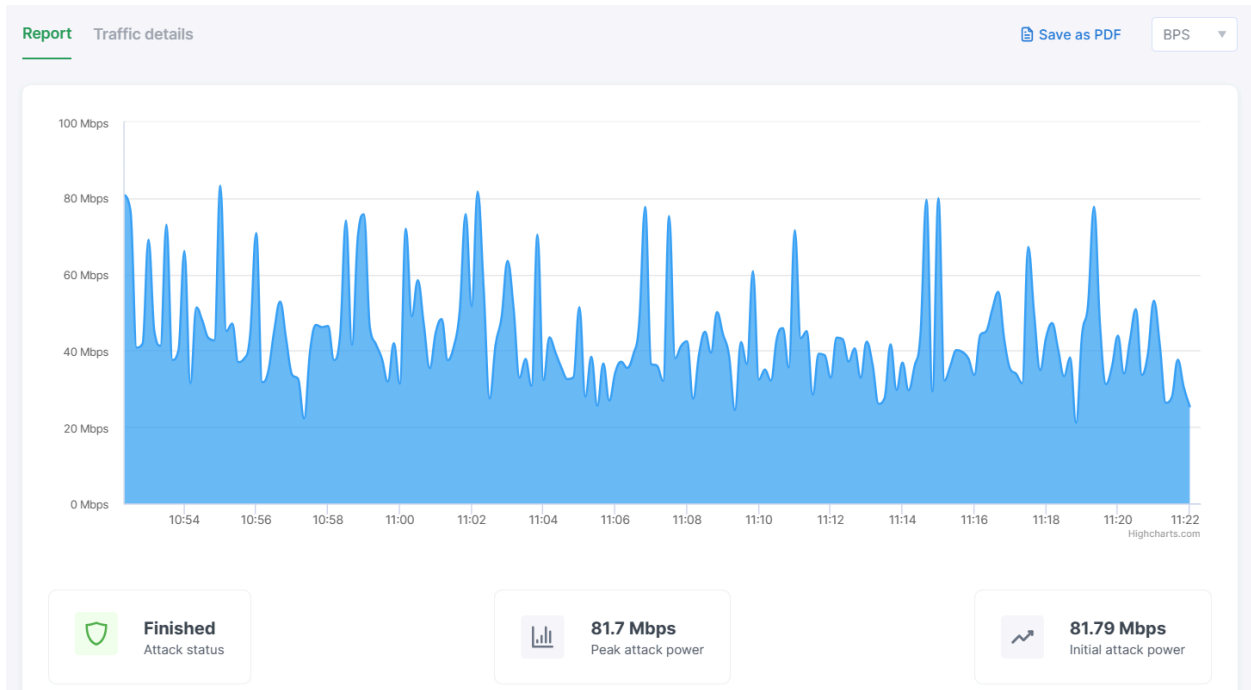 Report Traffic details Save as PDF BPS
100 Mbps
80 Mbps
60 Mbps
40 Mbps
20 Mbps
0 Mbps
10:54 10:56 10:58 11:00 11:02 11:04 11:06 11:08 11:10 11:12 11:14 11:16 11:18 11:20 11:22
Highcharts.com
Finished 81.7 Mbps 81.79 Mbps
Attack status Peak attack power Initial attack power